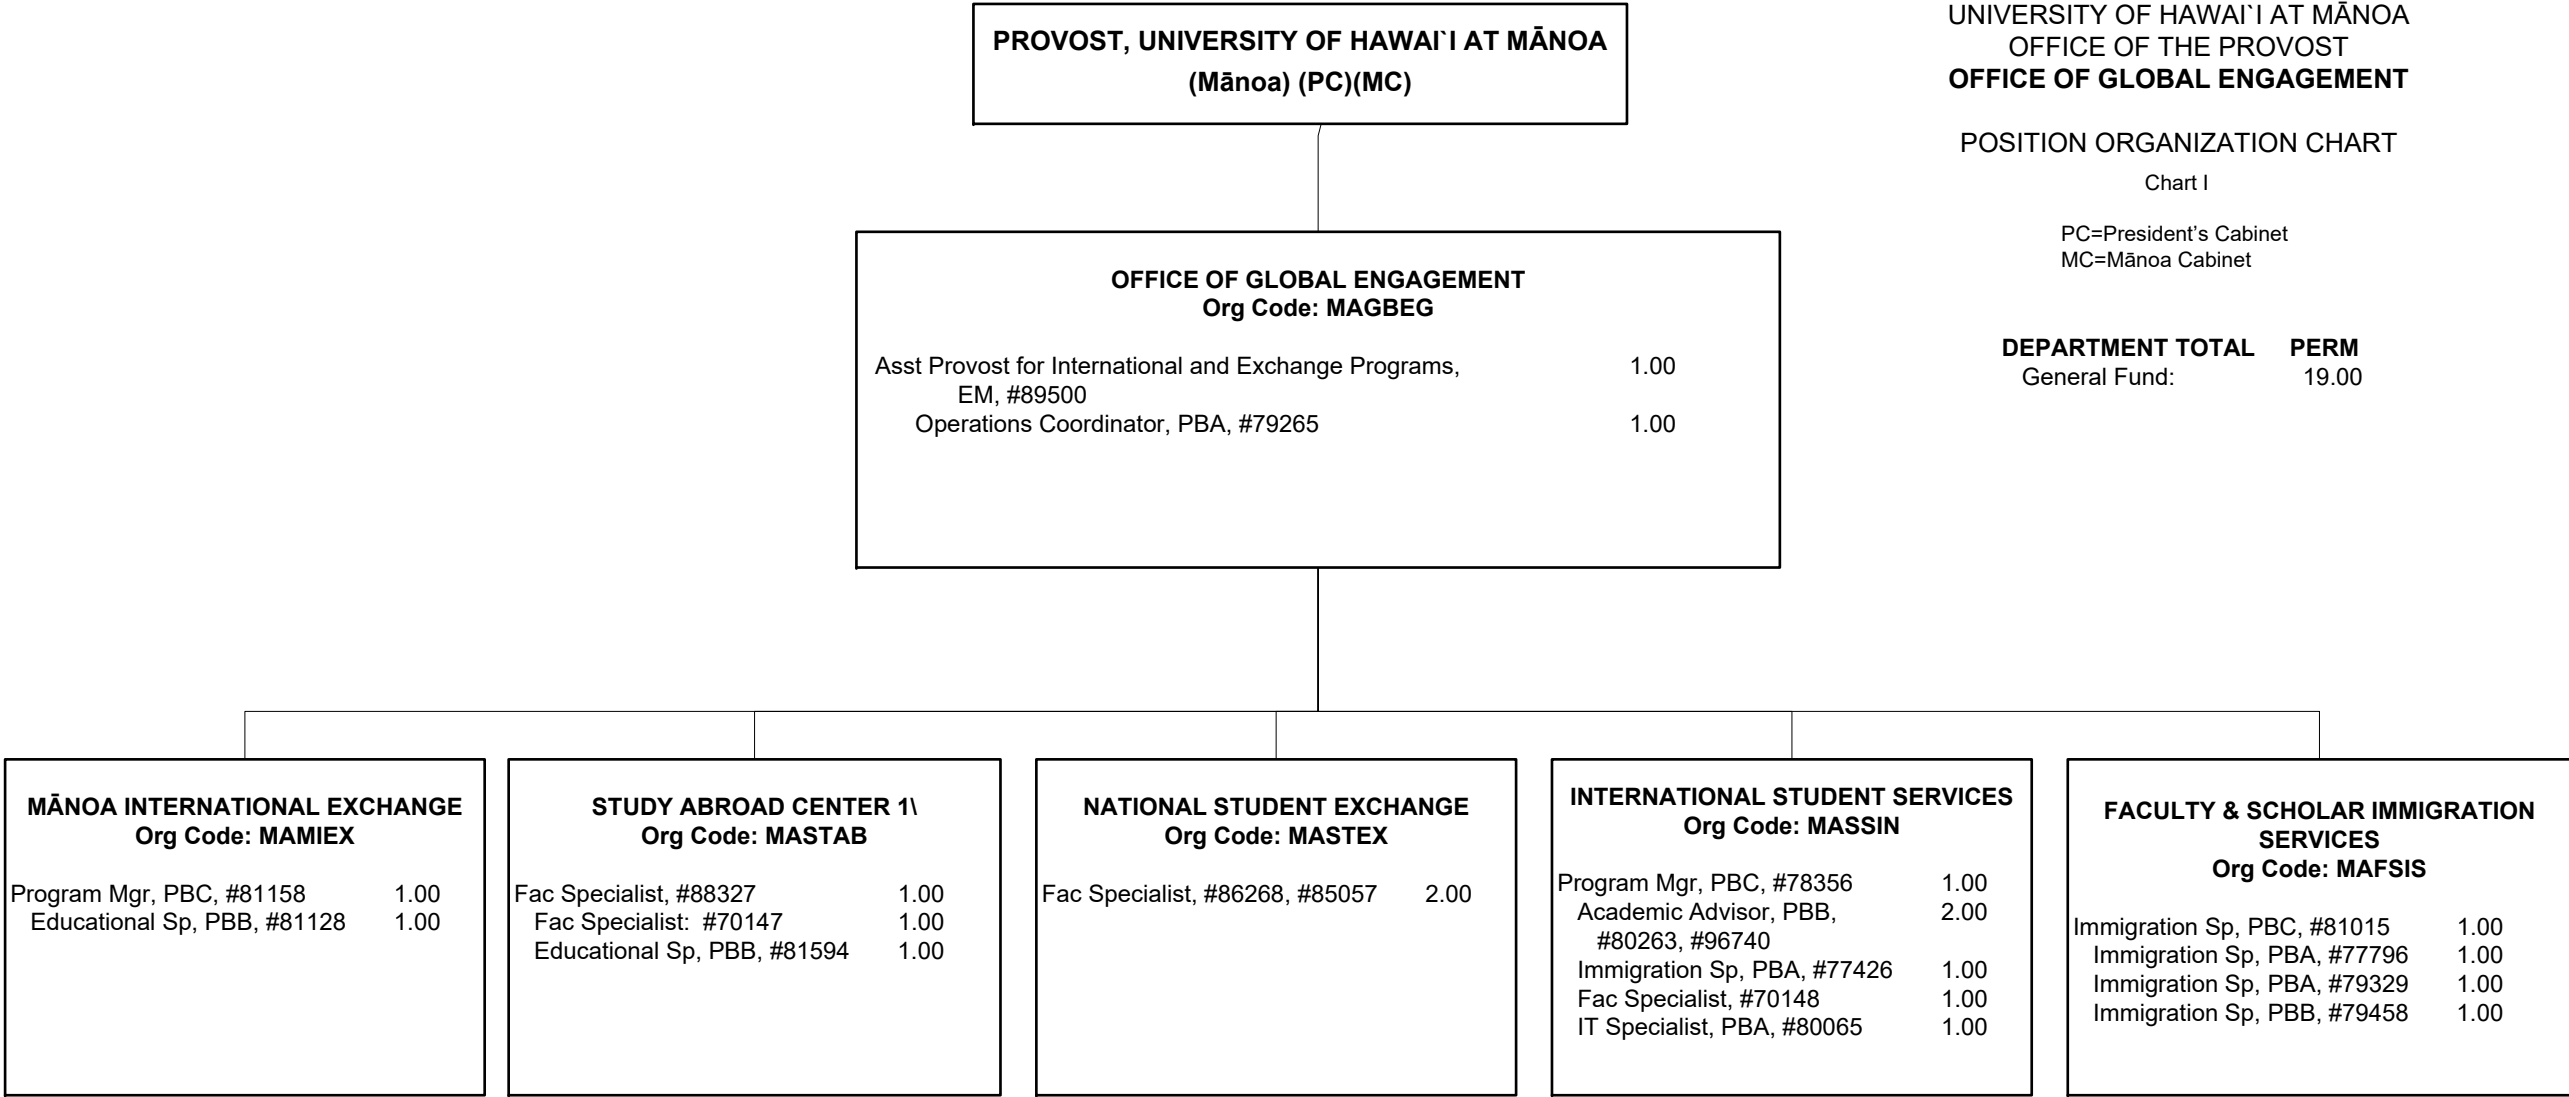 PROVOST, UNIVERSITY OF HAWAI`I AT MĀNOA
(Mānoa) (PC)(MC)
UNIVERSITY OF HAWAI`I AT MĀNOA
OFFICE OF THE PROVOST
OFFICE OF GLOBAL ENGAGEMENT
POSITION ORGANIZATION CHART
Chart I
PC=President’s Cabinet
MC=Mānoa Cabinet
DEPARTMENT TOTAL PERM
General Fund: 19.00
OFFICE OF GLOBAL ENGAGEMENT
Org Code: MAGBEG
Asst Provost for International and Exchange Programs, 1.00
EM, #89500
Operations Coordinator, PBA, #79265 1.00
MĀNOA INTERNATIONAL EXCHANGE
Org Code: MAMIEX
Program Mgr, PBC, #81158 1.00
Educational Sp, PBB, #81128 1.00
STUDY ABROAD CENTER 1\
Org Code: MASTAB
Fac Specialist, #88327 1.00
Fac Specialist: #70147 1.00
Educational Sp, PBB, #81594 1.00
NATIONAL STUDENT EXCHANGE
Org Code: MASTEX
Fac Specialist, #86268, #85057 2.00
INTERNATIONAL STUDENT SERVICES
Org Code: MASSIN
Program Mgr, PBC, #78356 1.00
Academic Advisor, PBB, 2.00
#80263, #96740
Immigration Sp, PBA, #77426 1.00
Fac Specialist, #70148 1.00
IT Specialist, PBA, #80065 1.00
FACULTY & SCHOLAR IMMIGRATION
SERVICES
Org Code: MAFSIS
Immigration Sp, PBC, #81015 1.00
Immigration Sp, PBA, #77796 1.00
Immigration Sp, PBA, #79329 1.00
Immigration Sp, PBB, #79458 1.00